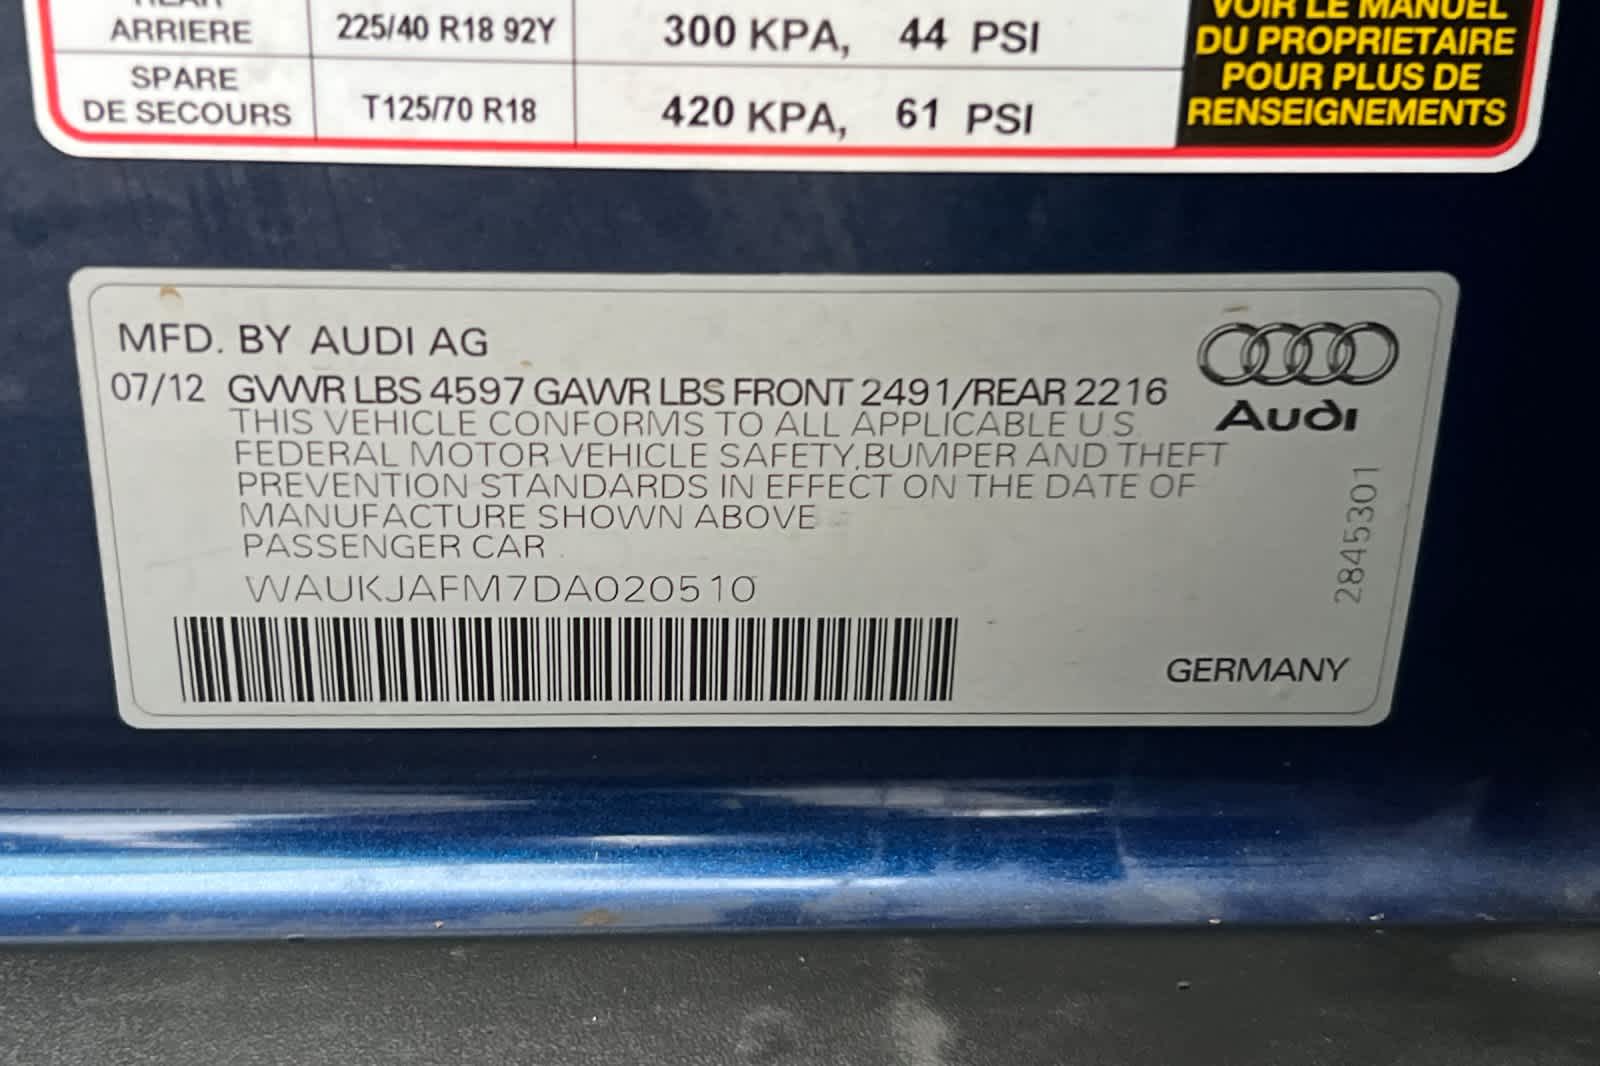 REAR
ARRIERE 225/40 R18 92Y 300 KPA, 44 PSI
SPARE
DE SECOURS T125/70 R18 420 KPA, 61 PSI
VOIR LE MANUEL
DU PROPRIETAIRE
POUR PLUS DE
RENSEIGNEMENTS
MFD. BY AUDI AG
07/12 GVWR LBS 4597 GAWR LBS FRONT 2491/REAR 2216
THIS VEHICLE CONFORMS TO ALL APPLICABLE U.S.
FEDERAL MOTOR VEHICLE SAFETY, BUMPER AND THEFT
PREVENTION STANDARDS IN EFFECT ON THE DATE OF
MANUFACTURE SHOWN ABOVE
PASSENGER CAR
WAUKJAFM7DA020510
Audi
2845301
GERMANY